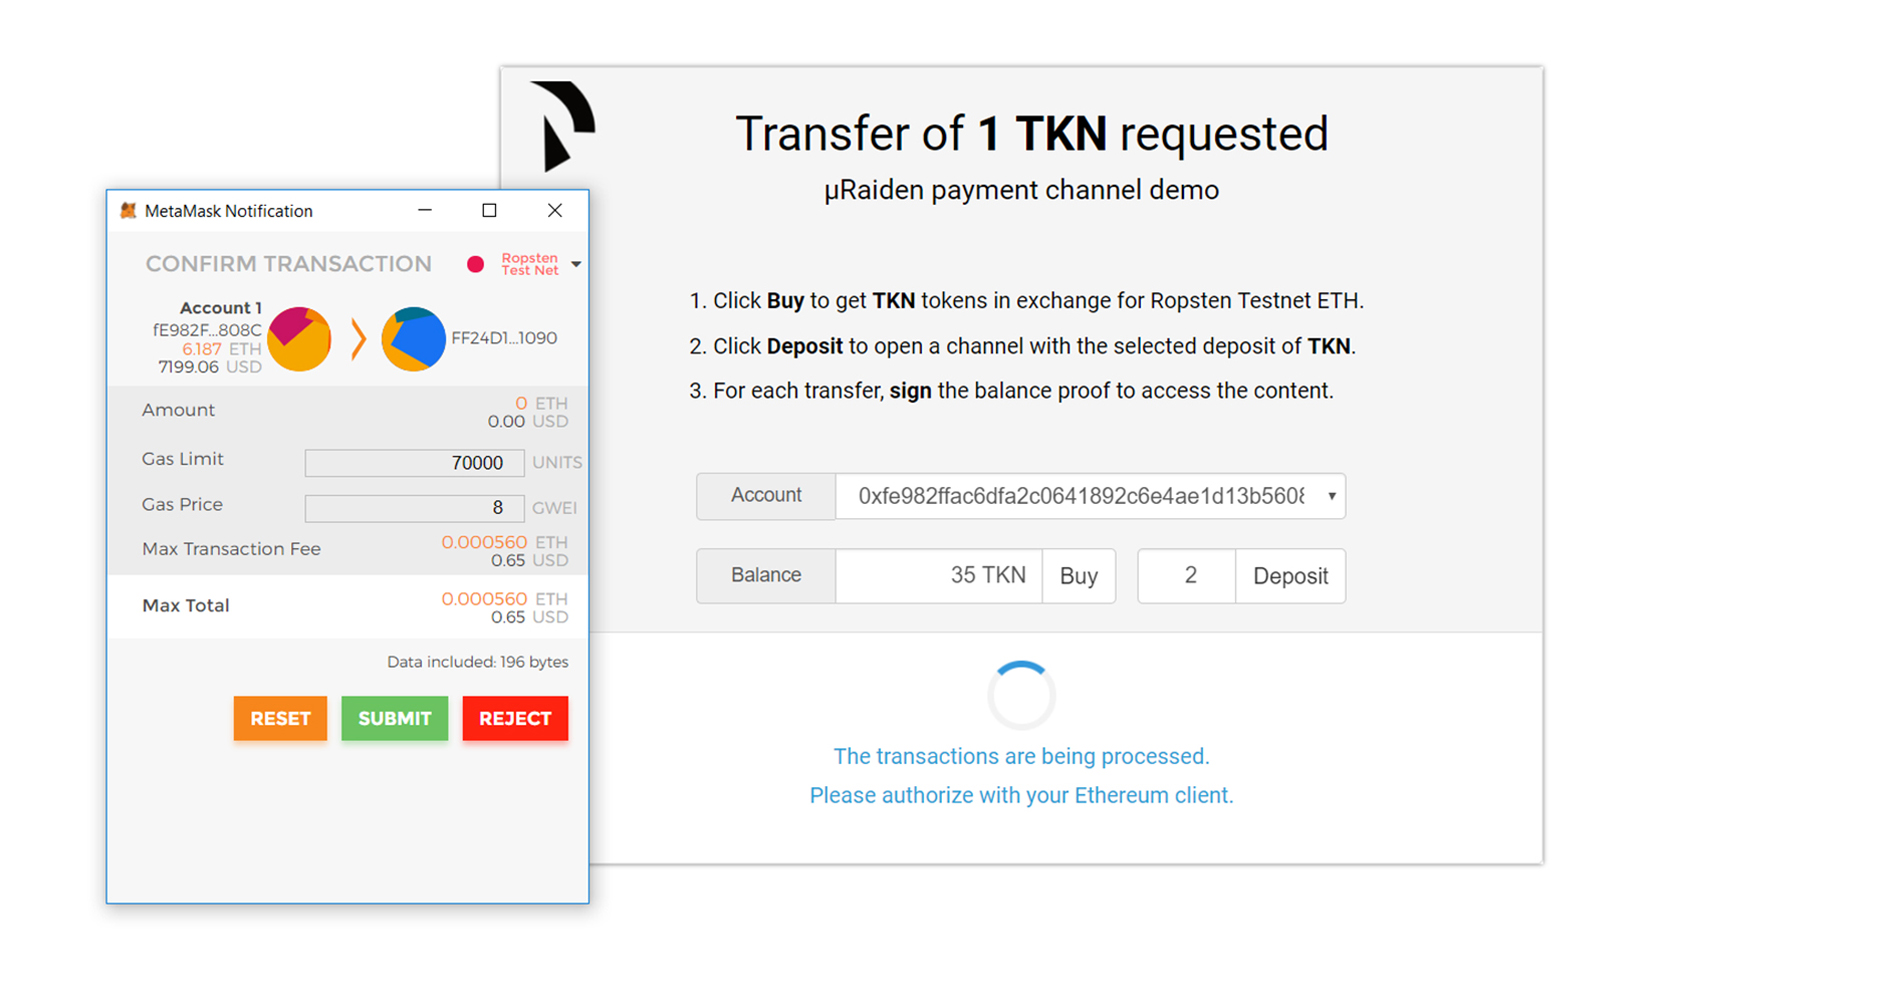 Transfer of 1 TKN requested
µRaiden payment channel demo
1. Click Buy to get TKN tokens in exchange for Ropsten Testnet ETH.
2. Click Deposit to open a channel with the selected deposit of TKN.
3. For each transfer, sign the balance proof to access the content.
Account 0xfe982ffac6dfa2c0641892c6e4ae1d13b5608
Balance 35 TKN Buy 2 Deposit
The transactions are being processed.
Please authorize with your Ethereum client.
MetaMask Notification
CONFIRM TRANSACTION
Ropsten
Test Net
Account 1
fE982F...808C
6.187 ETH
7199.06 USD
FF24D1...1090
Amount
0 ETH
0.00 USD
Gas Limit 70000 UNITS
Gas Price 8 GWEI
Max Transaction Fee
0.000560 ETH
0.65 USD
Max Total
0.000560 ETH
0.65 USD
Data included: 196 bytes
RESET SUBMIT REJECT